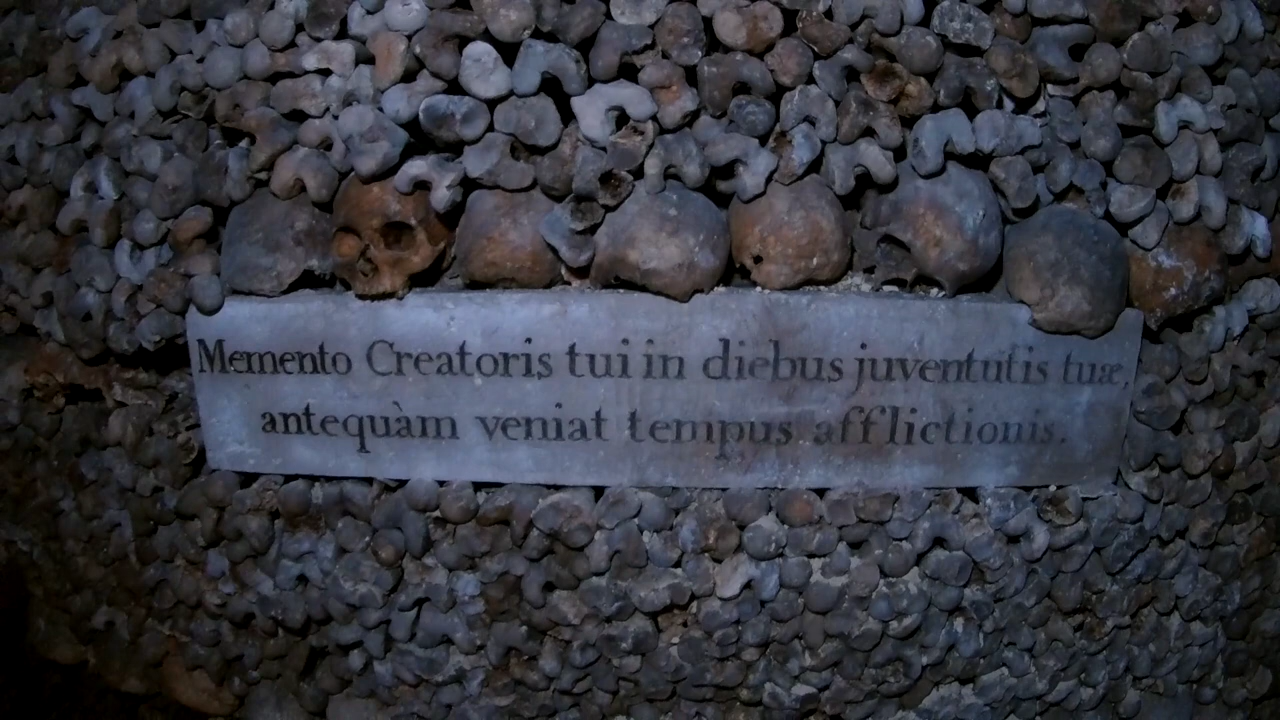 Memento Creatoris tui in diebus juventutis tuæ,
antequàm veniat tempus afflictionis.